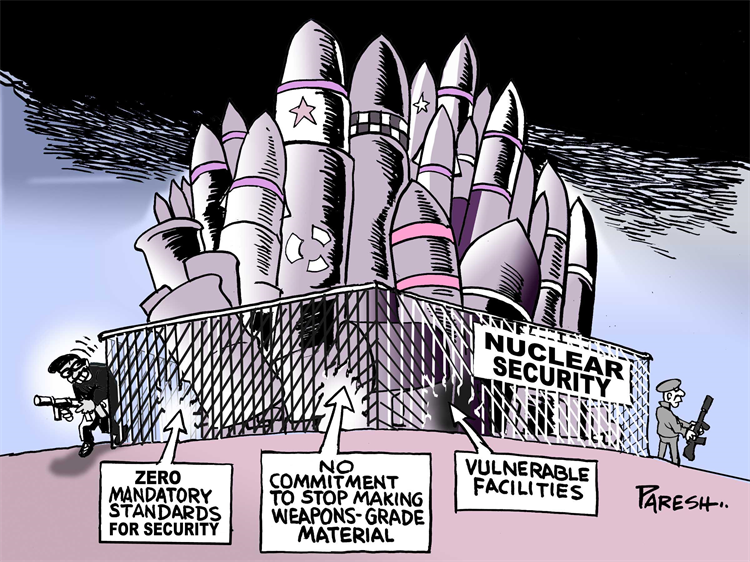 NUCLEAR
SECURITY
ZERO
MANDATORY
STANDARDS
FOR SECURITY
NO
COMMITMENT
TO STOP MAKING
WEAPONS-GRADE
MATERIAL
VULNERABLE
FACILITIES
PARESH..